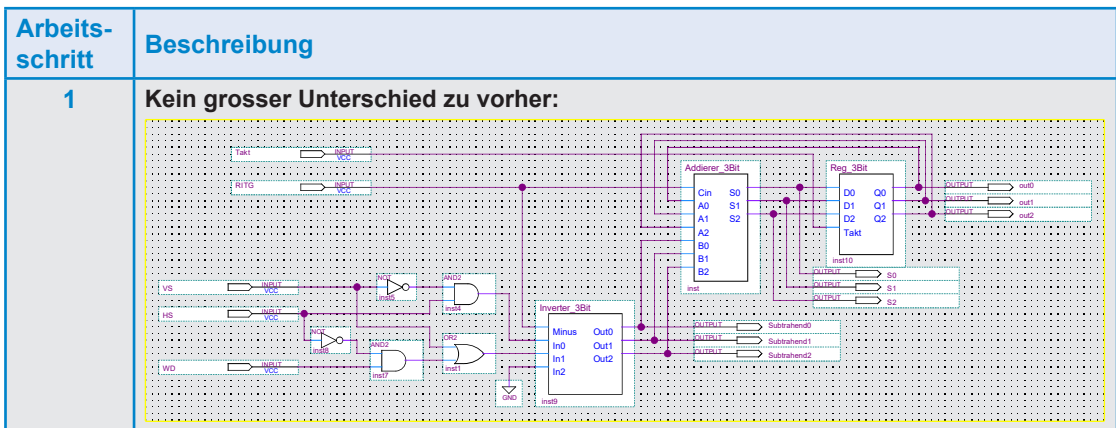 Arbeits-
schritt
Beschreibung
1
Kein grosser Unterschied zu vorher:
Takt
INPUT
VCC
RITG
INPUT
VCC
Addierer_3Bit
Cin S0
A0 S1
A1 S2
A2
B0
B1
B2
inst
Reg_3Bit
D0 Q0
D1 Q1
D2 Q2
Takt
inst10
OUTPUT out0
OUTPUT out1
OUTPUT out2
OUTPUT S0
OUTPUT S1
OUTPUT S2
VS
INPUT
VCC
NOT
inst5
AND2
inst4
HS
INPUT
VCC
NOT
inst8
AND2
inst7
OR2
inst1
WD
INPUT
VCC
GND
Inverter_3Bit
Minus Out0
In0 Out1
In1 Out2
In2
inst9
OUTPUT Subtrahend0
OUTPUT Subtrahend1
OUTPUT Subtrahend2